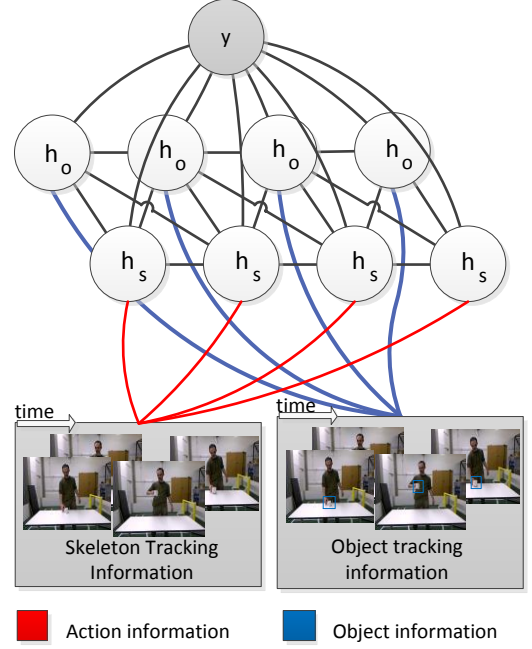 y
h o h o h o h o
h s h s h s h s
time time
Skeleton Tracking
Information
Object tracking
information
Action information
Object information